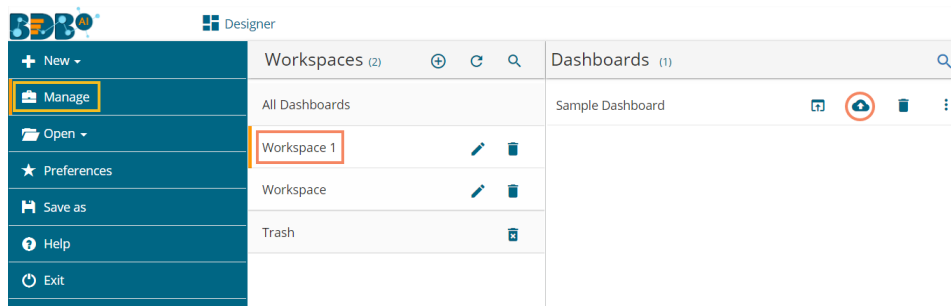 BDB AI
Designer
New
Manage
Open
Preferences
Save as
Help
Exit
Workspaces (2)
All Dashboards
Workspace 1
Workspace
Trash
Dashboards (1)
Sample Dashboard